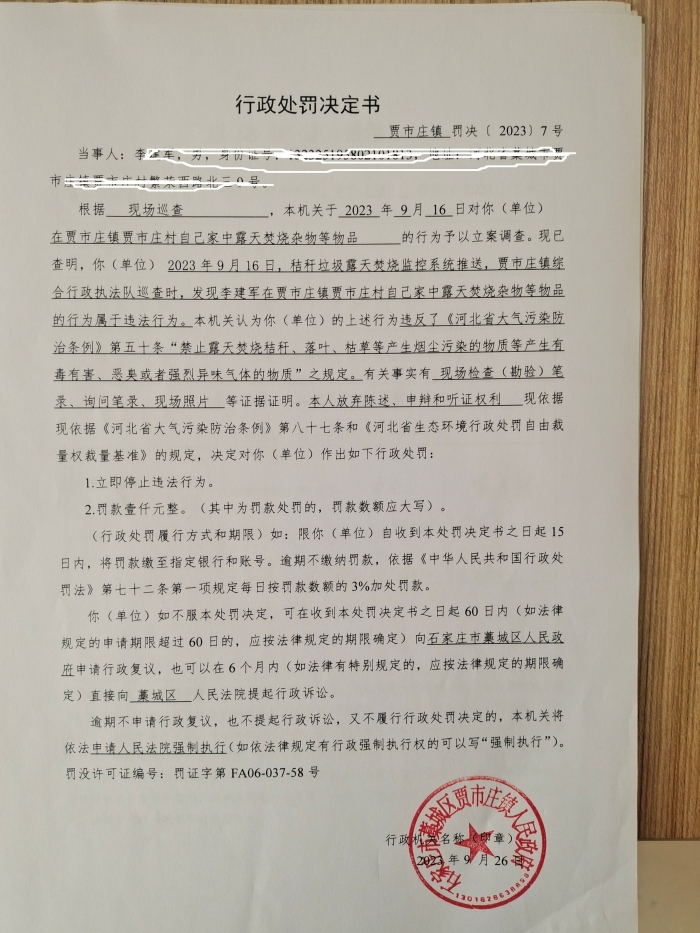 行政处罚决定书
贾市庄镇 罚决〔 2023〕7 号
当事人：
根据 现场巡查 ，本机关于 2023 年 9 月 16 日对你（单位）
在贾市庄镇贾市庄村自己家中露天焚烧杂物等物品 的行为予以立案调查。现已
查明，你（单位） 2023 年 9 月 16 日，秸秆垃圾露天焚烧监控系统推送，贾市庄镇综
合行政执法队巡查时，发现李建军在贾市庄镇贾市庄村自己家中露天焚烧杂物等物品
的行为属于违法行为。本机关认为你（单位）的上述行为违反了《河北省大气污染防
治条例》第五十条“禁止露天焚烧秸秆、落叶、枯草等产生烟尘污染的物质等产生有
毒有害、恶臭或者强烈异味气体的物质”之规定。有关事实有 现场检查（勘验）笔
录、询问笔录、现场照片 等证据证明。本人放弃陈述、申辩和听证权利 现依据
现依据《河北省大气污染防治条例》第八十七条和《河北省生态环境行政处罚自由裁
量权裁量基准》的规定，决定对你（单位）作出如下行政处罚：
1.立即停止违法行为。
2.罚款壹仟元整。（其中为罚款处罚的，罚款数额应大写）。
（行政处罚履行方式和期限）如：限你（单位）自收到本处罚决定书之日起 15
日内，将罚款缴至指定银行和账号。逾期不缴纳罚款，依据《中华人民共和国行政处
罚法》第七十二条第一项规定每日按罚款数额的 3%加处罚款。
你（单位）如不服本处罚决定，可在收到本处罚决定书之日起 60 日内（如法律
规定的申请期限超过 60 日的，应按法律规定的期限确定）向石家庄市藁城区人民政
府申请行政复议，也可以在 6 个月内（如法律有特别规定的，应按法律规定的期限确
定）直接向 藁城区 人民法院提起行政诉讼。
逾期不申请行政复议，也不提起行政诉讼，又不履行行政处罚决定的，本机关将
依法申请人民法院强制执行(如依法律规定有行政强制执行权的可以写“强制执行”）。
罚没许可证编号：罚证字第 FA06-037-58 号
行政机关名称（印章）
2023 年 9 月 26 日
石家庄市藁城区贾市庄镇人民政府